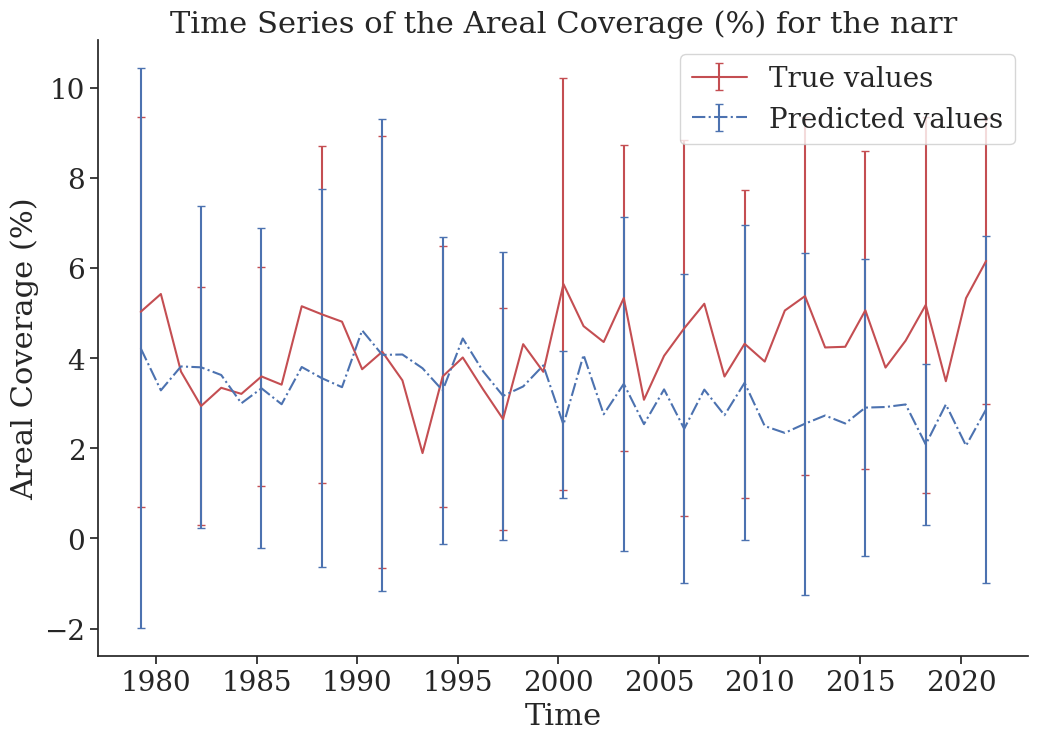 Time Series of the Areal Coverage (%) for the narr
True values
Predicted values
Areal Coverage (%)
10
8
6
4
2
0
−2
1980 1985 1990 1995 2000 2005 2010 2015 2020
Time